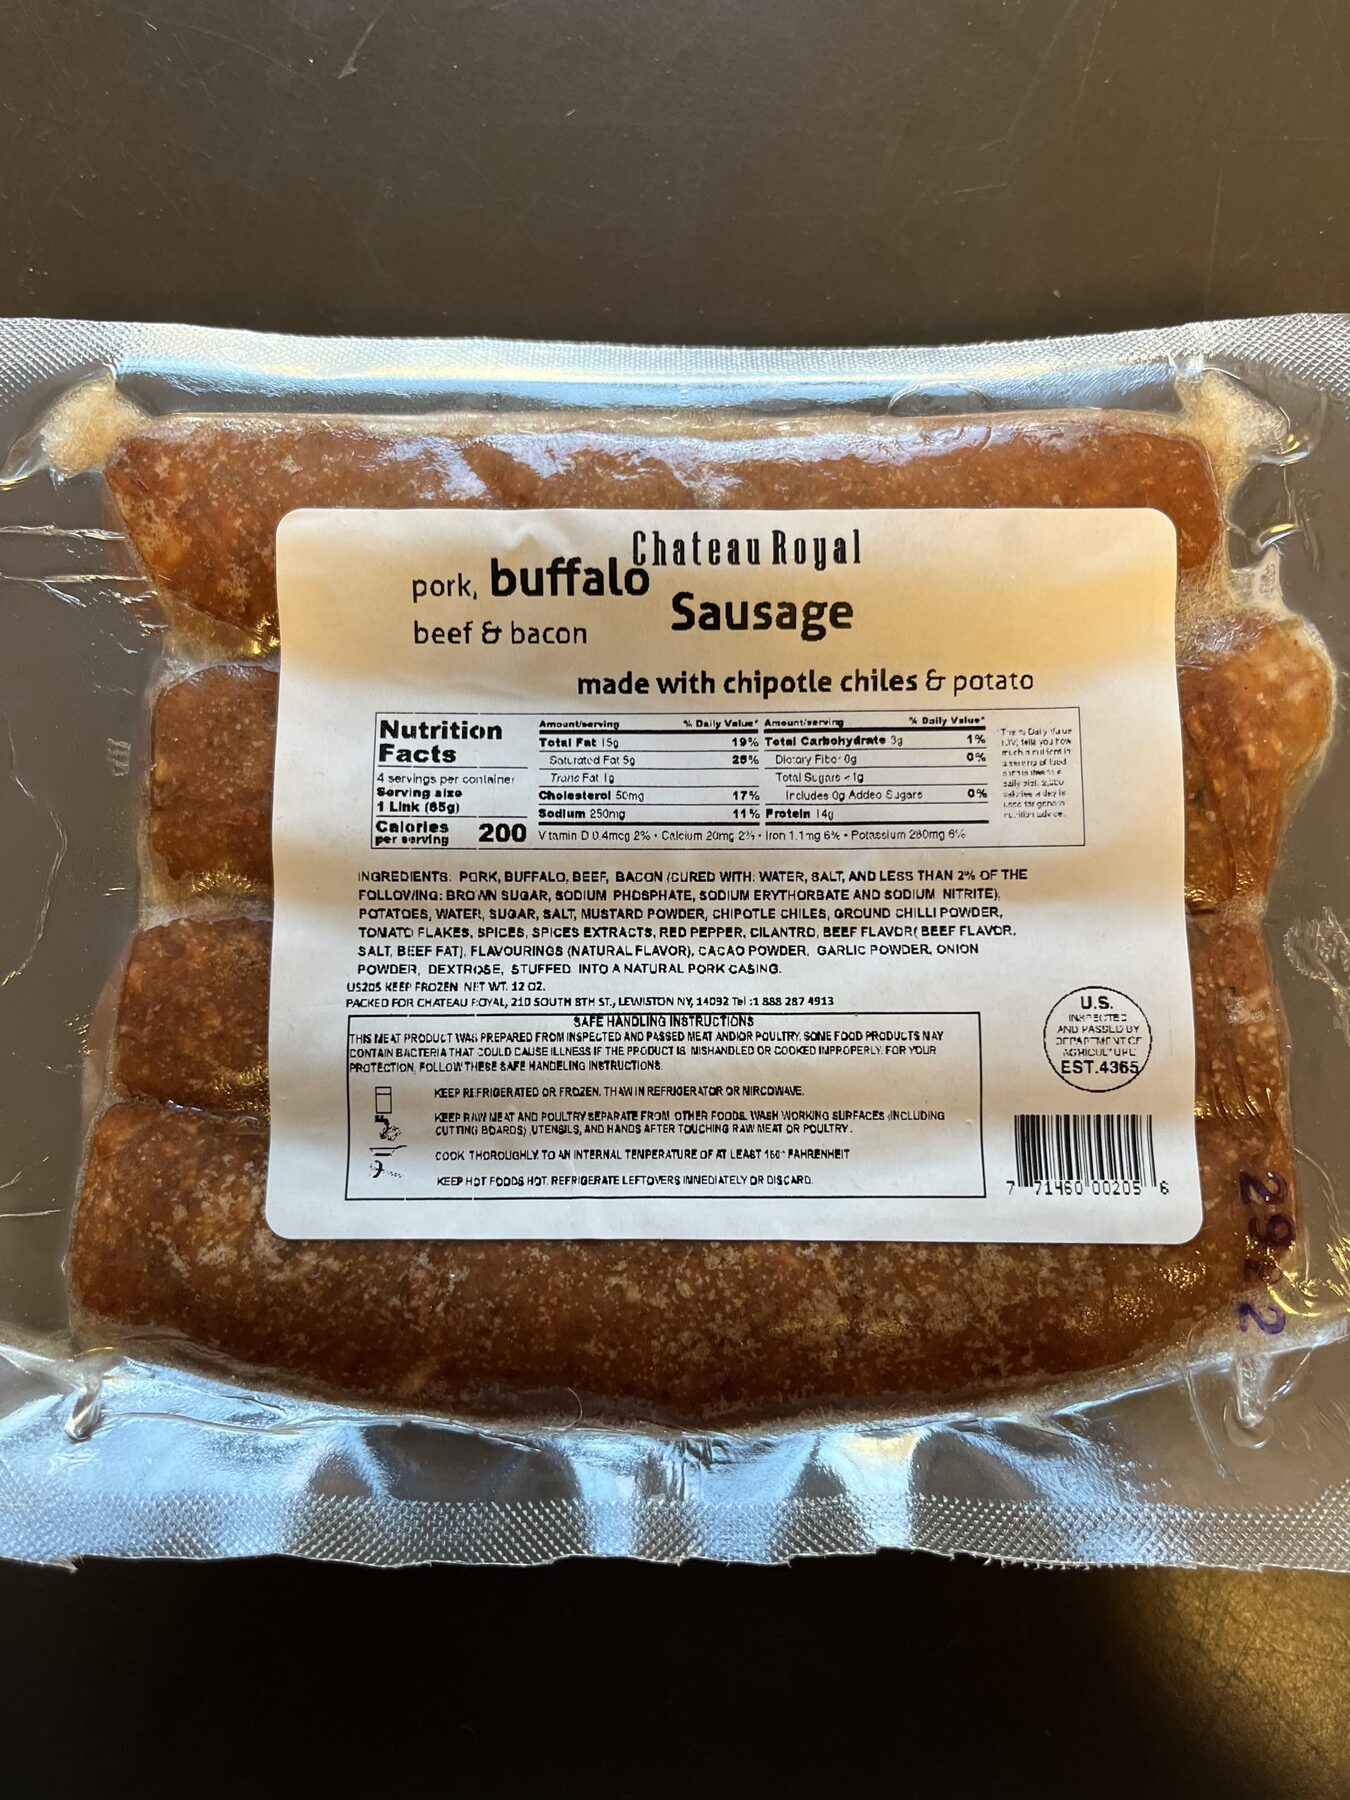 Chateau Royal
pork, buffalo
beef & bacon
Sausage
made with chipotle chiles & potato
Nutrition
Facts
4 servings per container
Serving size
1 Link (85g)
Calories 200
per serving
Amount/serving % Daily Value*
Total Fat 15g 19%
Saturated Fat 5g 25%
Trans Fat 1g
Cholesterol 50mg 17%
Sodium 250mg 11%
Amount/serving % Daily Value*
Total Carbohydrate 3g 1%
Dietary Fiber 0g 0%
Total Sugars <1g
Includes 0g Added Sugars 0%
Protein 14g
Vitamin D 0.4mcg 2% • Calcium 20mg 2% • Iron 1.1mg 6% • Potassium 280mg 6%
INGREDIENTS: PORK, BUFFALO, BEEF, BACON (CURED WITH: WATER, SALT, AND LESS THAN 2% OF THE
FOLLOWING: BROWN SUGAR, SODIUM PHOSPHATE, SODIUM ERYTHORBATE AND SODIUM NITRITE),
POTATOES, WATER, SUGAR, SALT, MUSTARD POWDER, CHIPOTLE CHILES, GROUND CHILLI POWDER,
TOMATO FLAKES, SPICES, SPICES EXTRACTS, RED PEPPER, CILANTRO, BEEF FLAVOR( BEEF FLAVOR,
SALT, BEEF FAT), FLAVOURINGS (NATURAL FLAVOR), CACAO POWDER, GARLIC POWDER, ONION
POWDER, DEXTROSE, STUFFED INTO A NATURAL PORK CASING.
US205 KEEP FROZEN NET WT. 12 OZ.
PACKED FOR CHATEAU ROYAL, 210 SOUTH 8TH ST., LEWISTON NY, 14092 Tel :1 888 287 4913
SAFE HANDLING INSTRUCTIONS
THIS MEAT PRODUCT WAS PREPARED FROM INSPECTED AND PASSED MEAT AND/OR POULTRY. SOME FOOD PRODUCTS MAY
CONTAIN BACTERIA THAT COULD CAUSE ILLNESS IF THE PRODUCT IS MISHANDLED OR COOKED IMPROPERLY. FOR YOUR
PROTECTION, FOLLOW THESE SAFE HANDELING INSTRUCTIONS.
KEEP REFRIGERATED OR FROZEN. THAW IN REFRIGERATOR OR MIRCOWAVE.
KEEP RAW MEAT AND POULTRY SEPARATE FROM OTHER FOODS. WASH WORKING SURFACES (INCLUDING
CUTTING BOARDS), UTENSILS, AND HANDS AFTER TOUCHING RAW MEAT OR POULTRY.
COOK THOROUGHLY. TO AN INTERNAL TEMPERATURE OF AT LEAST 160° FAHRENHEIT
KEEP HOT FOODS HOT. REFRIGERATE LEFTOVERS IMMEDIATELY OR DISCARD.
U.S.
INSPECTED
AND PASSED BY
DEPARTMENT OF
AGRICULTURE
EST.4365
7 71460 00205 6
2922